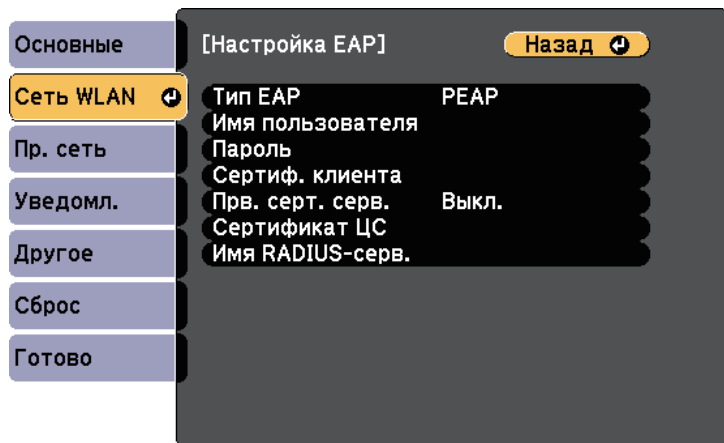 Основные
Сеть WLAN
Пр. сеть
Уведомл.
Другое
Сброс
Готово
[Настройка EAP]
Назад
Тип EAP PEAP
Имя пользователя
Пароль
Сертиф. клиента
Прв. серт. серв. Выкл.
Сертификат ЦС
Имя RADIUS-серв.